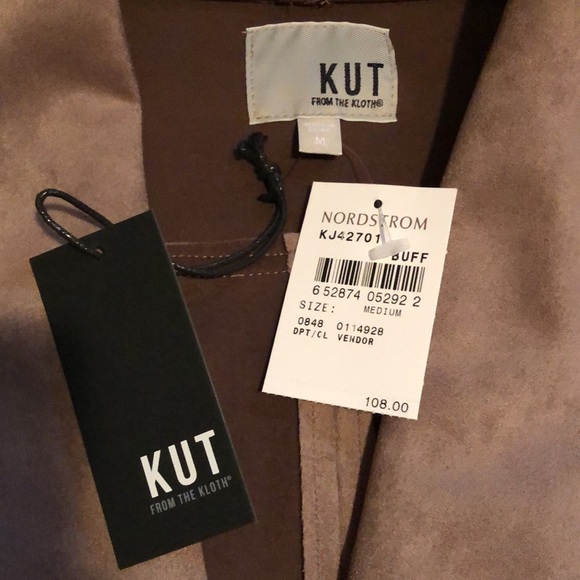 KUT
FROM THE KLOTH®
M
NORDSTROM
KJ42701
BUFF
6 52874 05292 2
SIZE: MEDIUM
0848 0114928
DPT/CL VENDOR
108.00
KUT
FROM THE KLOTH®